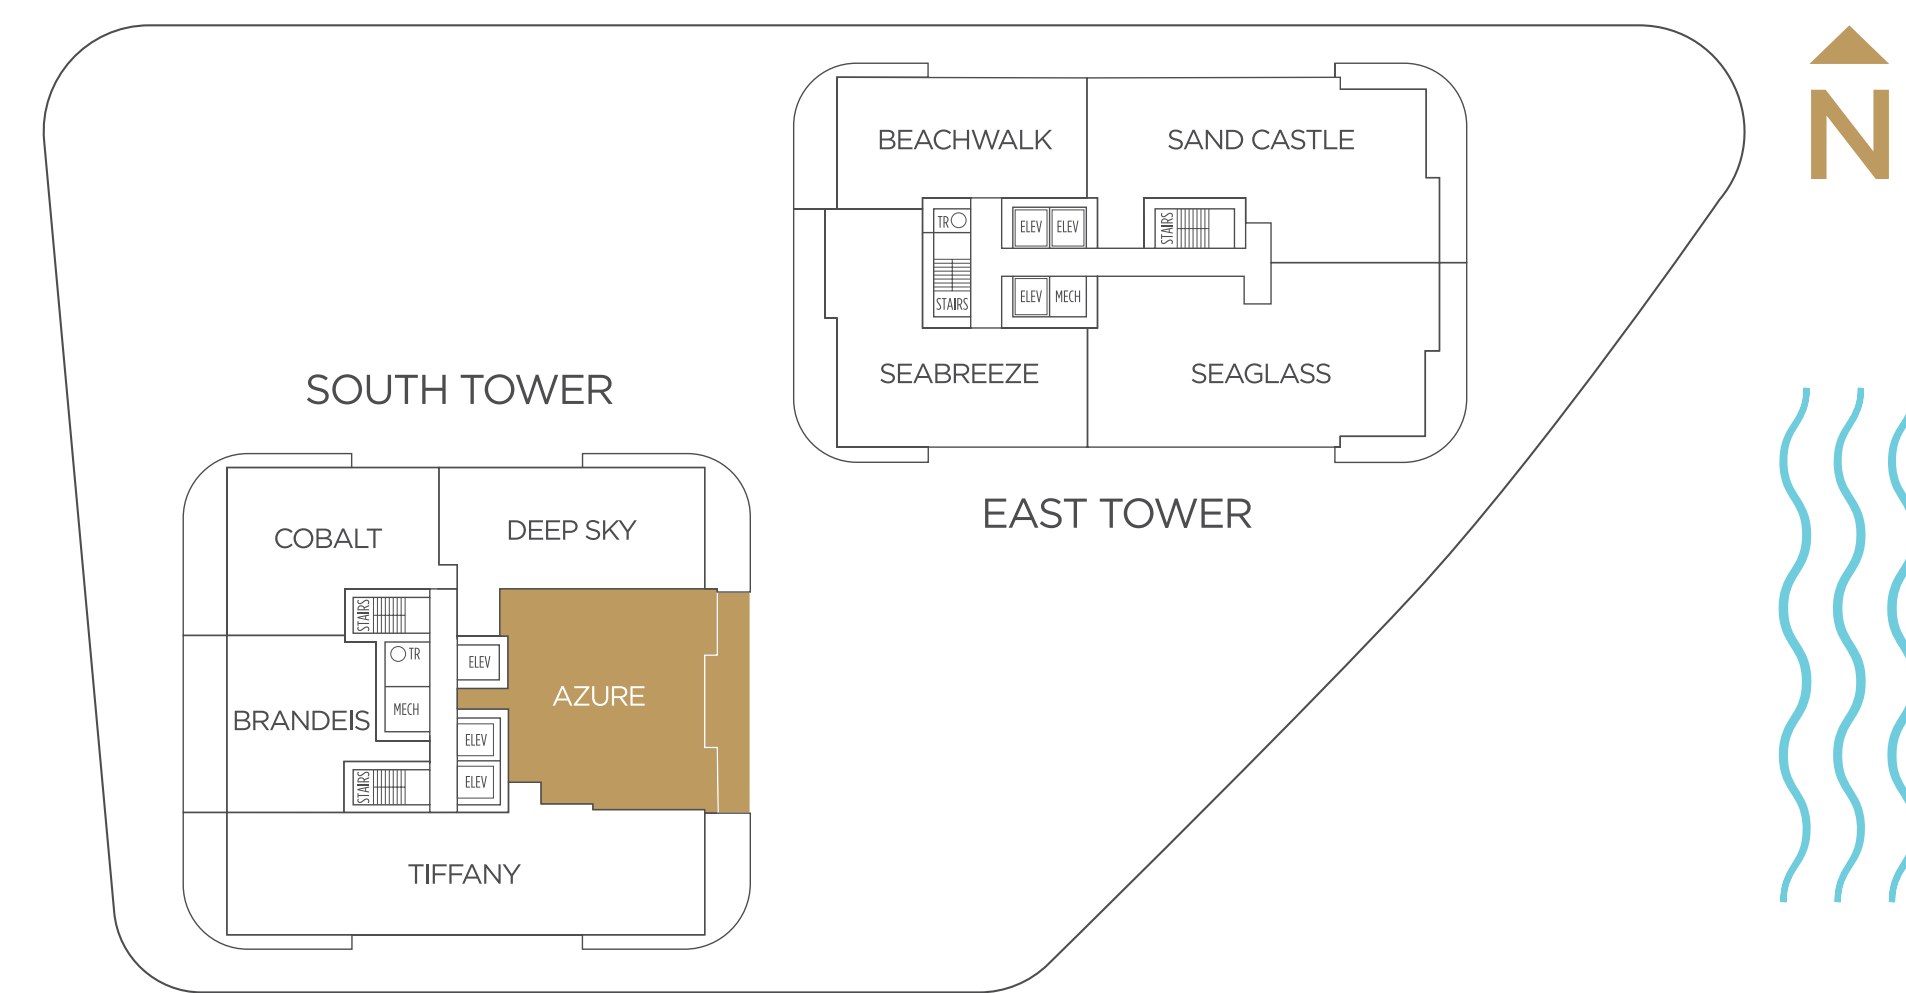 N
BEACHWALK
SAND CASTLE
TR
ELEV
ELEV
STAIRS
STAIRS
ELEV
MECH
SEABREEZE
SEAGLASS
EAST TOWER
SOUTH TOWER
COBALT
DEEP SKY
STAIRS
TR
ELEV
MECH
BRANDEIS
AZURE
ELEV
STAIRS
ELEV
TIFFANY